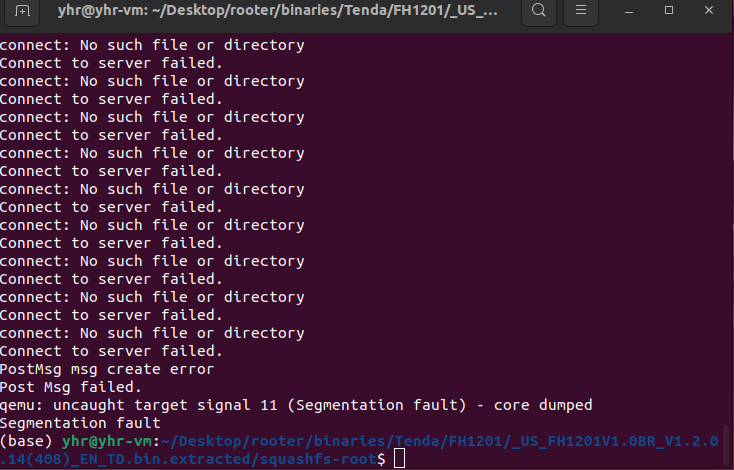 yhr@yhr-vm: ~/Desktop/rooter/binaries/Tenda/FH1201/_US_...
connect: No such file or directory
Connect to server failed.
connect: No such file or directory
Connect to server failed.
connect: No such file or directory
Connect to server failed.
connect: No such file or directory
Connect to server failed.
connect: No such file or directory
Connect to server failed.
connect: No such file or directory
Connect to server failed.
connect: No such file or directory
Connect to server failed.
connect: No such file or directory
Connect to server failed.
connect: No such file or directory
Connect to server failed.
PostMsg msg create error
Post Msg failed.
qemu: uncaught target signal 11 (Segmentation fault) - core dumped
Segmentation fault
(base) yhr@yhr-vm:~/Desktop/rooter/binaries/Tenda/FH1201/_US_FH1201V1.0BR_V1.2.0
.14(408)_EN_TD.bin.extracted/squashfs-root$